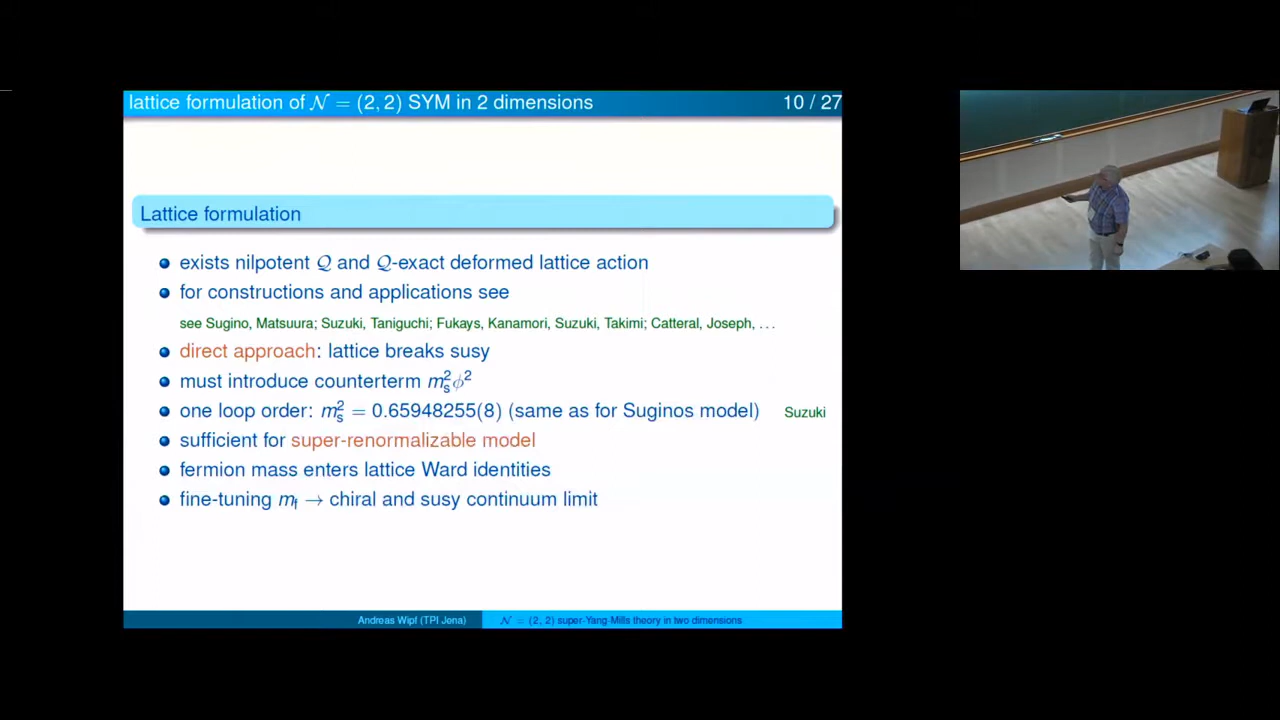 lattice formulation of 𝒩 = (2, 2) SYM in 2 dimensions 10 / 27
Lattice formulation
exists nilpotent 𝒬 and 𝒬-exact deformed lattice action
for constructions and applications see
see Sugino, Matsuura; Suzuki, Taniguchi; Fukays, Kanamori, Suzuki, Takimi; Catteral, Joseph, ...
direct approach: lattice breaks susy
must introduce counterterm m²ₛϕ²
one loop order: m²ₛ = 0.65948255(8) (same as for Suginos model) Suzuki
sufficient for super-renormalizable model
fermion mass enters lattice Ward identities
fine-tuning m_f → chiral and susy continuum limit
Andreas Wipf (TPI Jena) 𝒩 = (2, 2) super-Yang-Mills theory in two dimensions